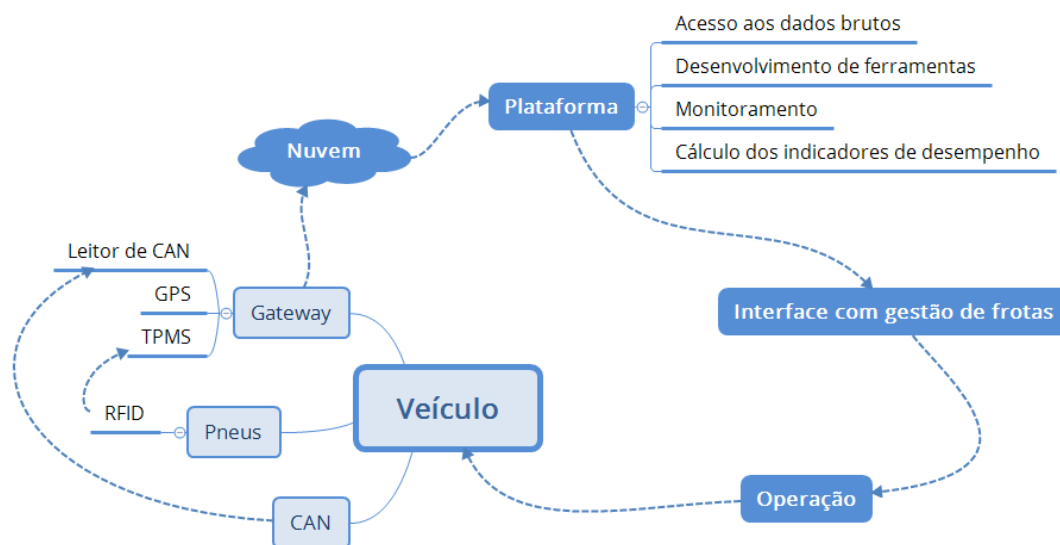 Acesso aos dados brutos
Desenvolvimento de ferramentas
Plataforma
Monitoramento
Cálculo dos indicadores de desempenho
Nuvem
Leitor de CAN
GPS
Gateway
TPMS
Interface com gestão de frotas
Veículo
RFID
Pneus
Operação
CAN